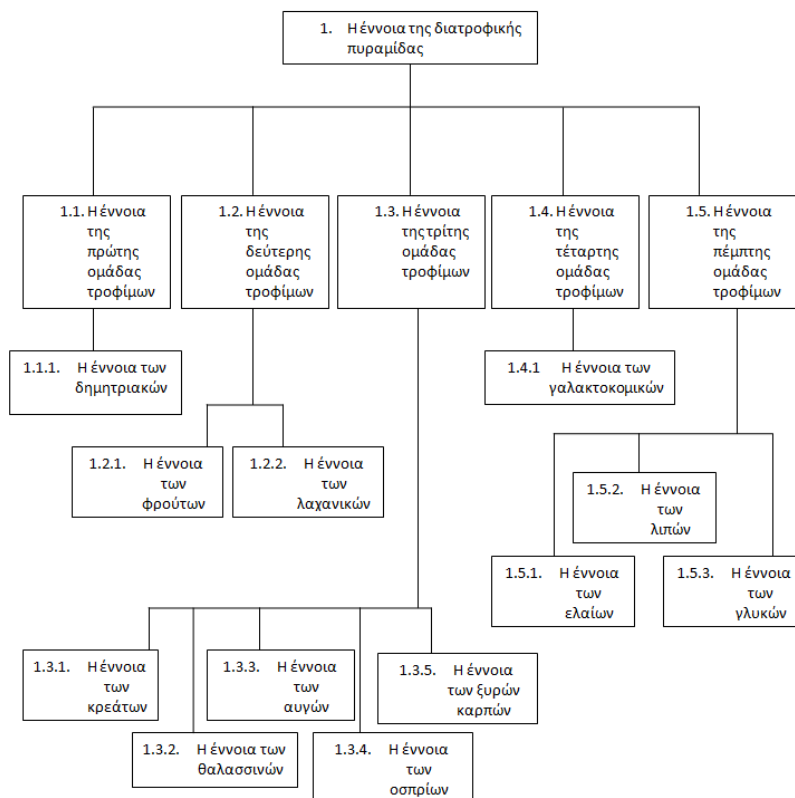 1. Η έννοια της διατροφικής
πυραμίδας
1.1. Η έννοια
της
πρώτης
ομάδας
τροφίμων
1.2. Η έννοια
της
δεύτερης
ομάδας
τροφίμων
1.3. Η έννοια
της τρίτης
ομάδας
τροφίμων
1.4. Η έννοια
της
τέταρτης
ομάδας
τροφίμων
1.5. Η έννοια
της
πέμπτης
ομάδας
τροφίμων
1.1.1. Η έννοια των
δημητριακών
1.4.1 Η έννοια των
γαλακτοκομικών
1.2.1. Η έννοια
των
φρούτων
1.2.2. Η έννοια
των
λαχανικών
1.5.2. Η έννοια
των
λιπών
1.5.1. Η έννοια
των
ελαίων
1.5.3. Η έννοια
των
γλυκών
1.3.1. Η έννοια
των
κρεάτων
1.3.3. Η έννοια
των
αυγών
1.3.5. Η έννοια
των ξυρών
καρπών
1.3.2. Η έννοια των
θαλασσινών
1.3.4. Η έννοια
των
οσπρίων